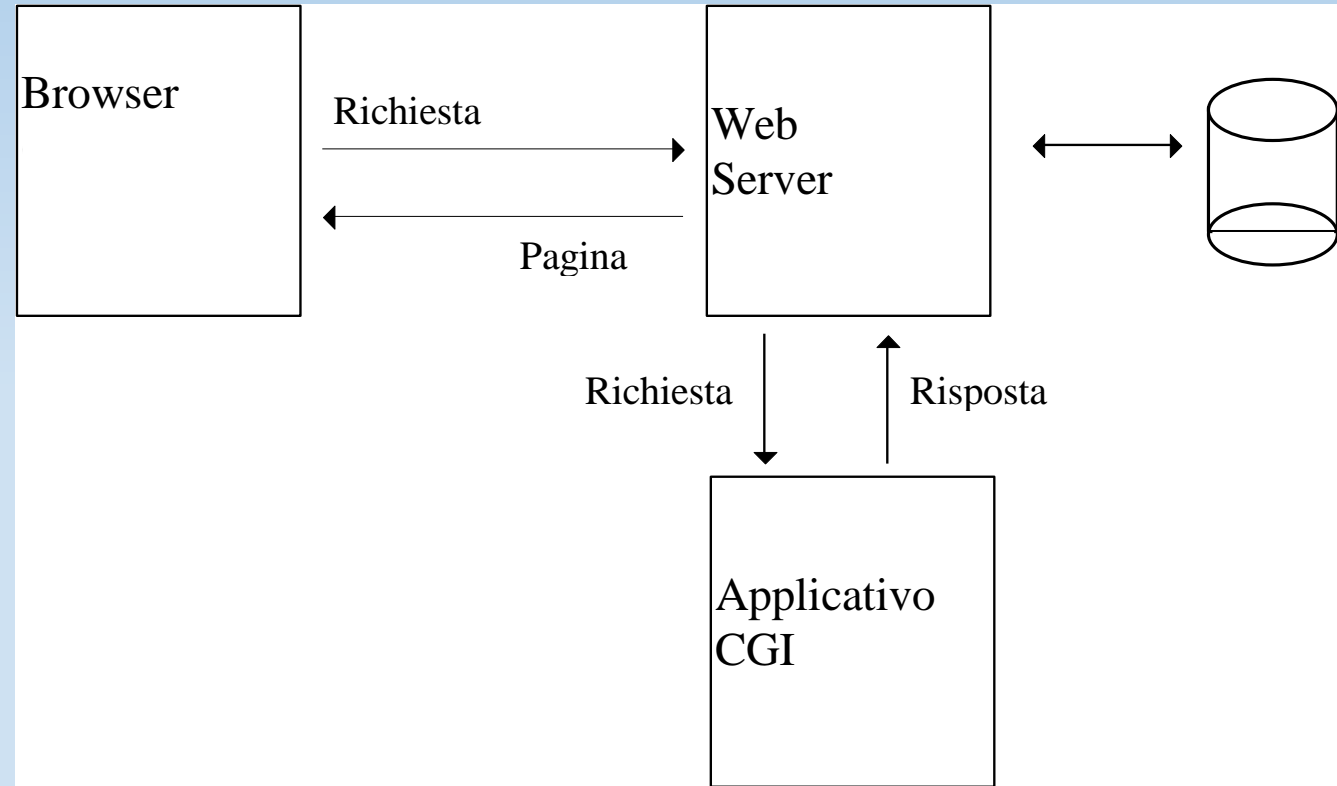 Browser
Richiesta
Pagina
Web
Server
Richiesta
Risposta
Applicativo
CGI